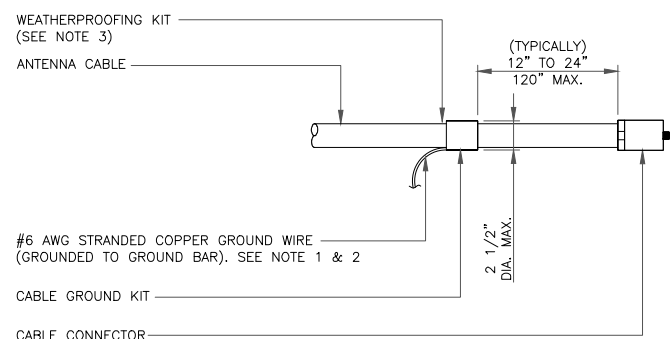 WEATHERPROOFING KIT
(SEE NOTE 3)
ANTENNA CABLE
(TYPICALLY)
12" TO 24"
120" MAX.
2 1/2"
DIA. MAX.
#6 AWG STRANDED COPPER GROUND WIRE
(GROUNDED TO GROUND BAR). SEE NOTE 1 & 2
CABLE GROUND KIT
CABLE CONNECTOR